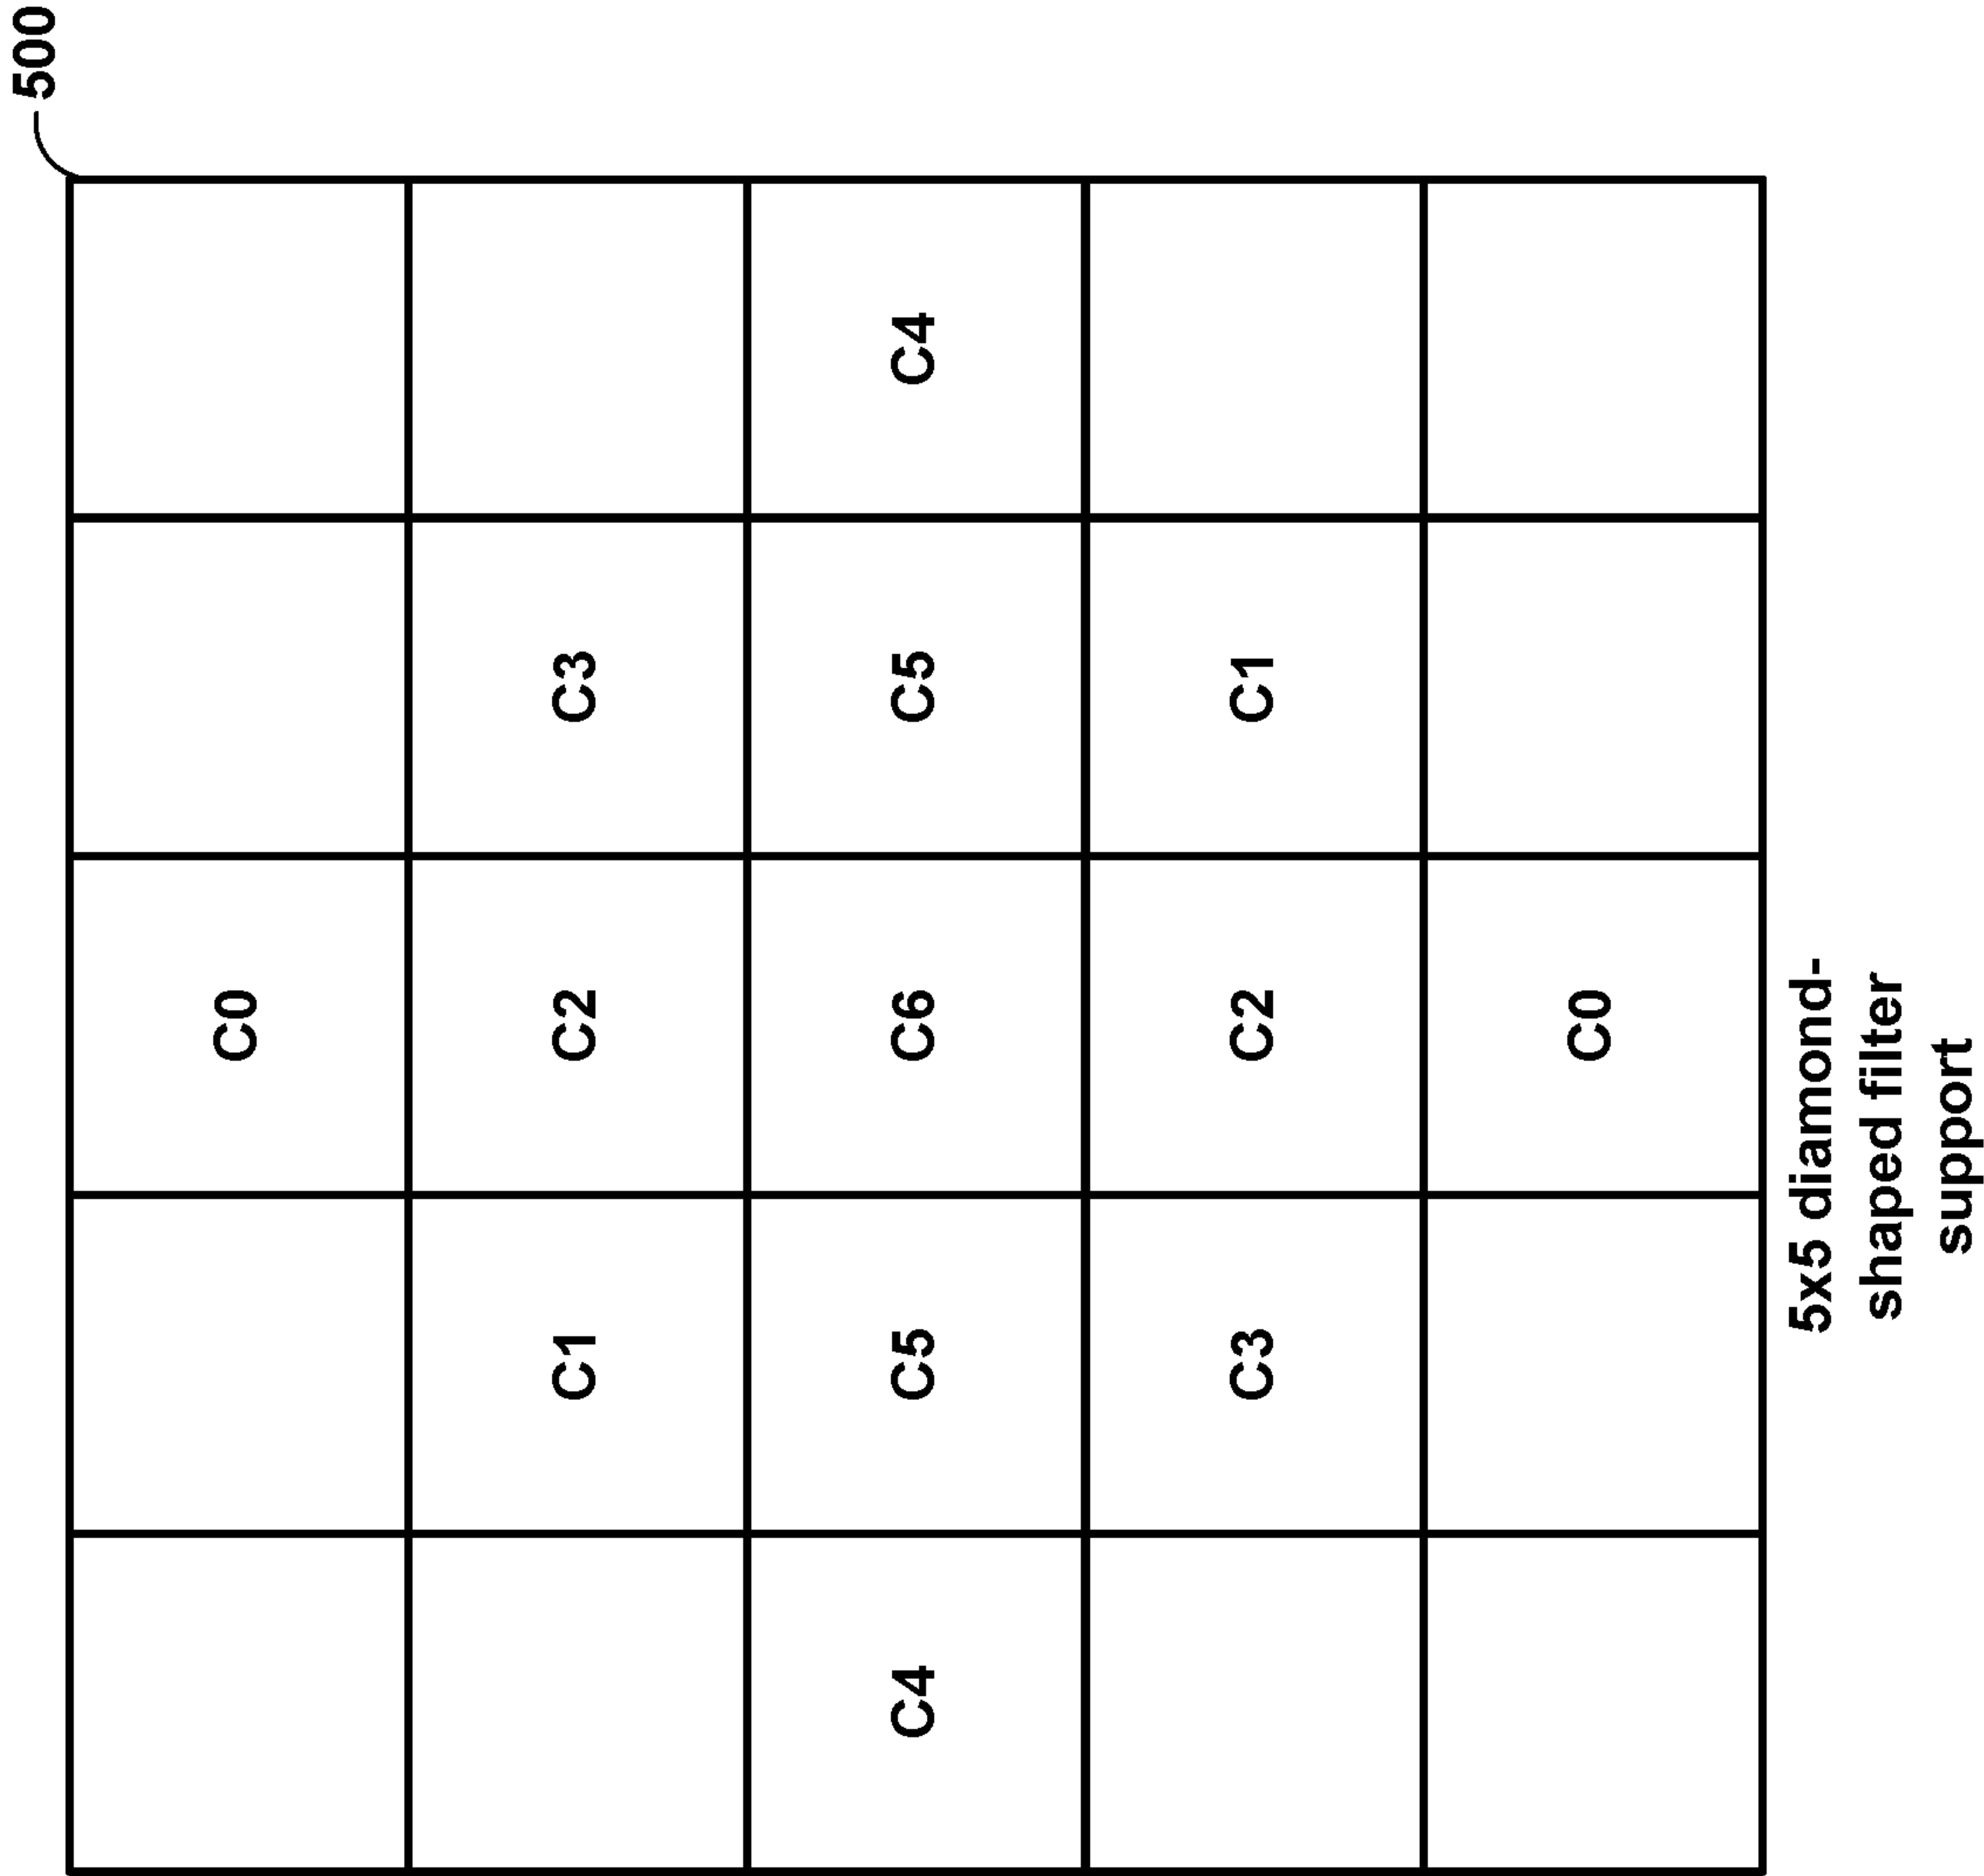 500
C0
C1 C2 C3
C4 C5 C6 C5 C4
C3 C2 C1
C0
5x5 diamond-
shaped filter
support